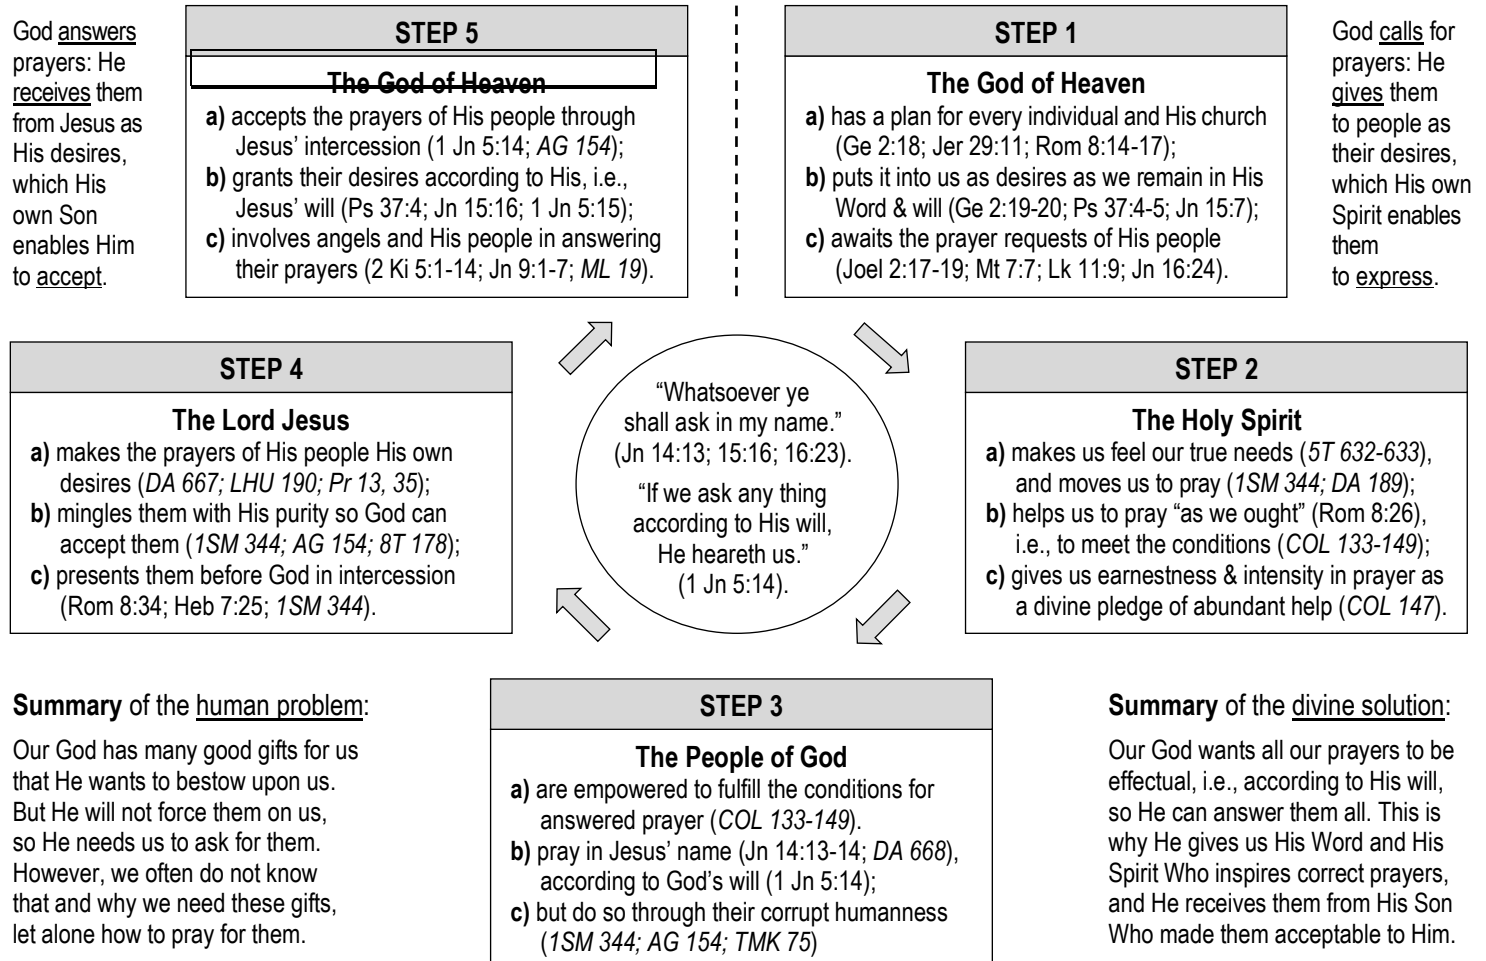 God answers
prayers: He
receives them
from Jesus as
His desires,
which His
own Son
enables Him
to accept.
STEP 5
The God of Heaven
a) accepts the prayers of His people through
Jesus’ intercession (1 Jn 5:14; AG 154);
b) grants their desires according to His, i.e.,
Jesus’ will (Ps 37:4; Jn 15:16; 1 Jn 5:15);
c) involves angels and His people in answering
their prayers (2 Ki 5:1-14; Jn 9:1-7; ML 19).
STEP 1
The God of Heaven
a) has a plan for every individual and His church
(Ge 2:18; Jer 29:11; Rom 8:14-17);
b) puts it into us as desires as we remain in His
Word & will (Ge 2:19-20; Ps 37:4-5; Jn 15:7);
c) awaits the prayer requests of His people
(Joel 2:17-19; Mt 7:7; Lk 11:9; Jn 16:24).
God calls for
prayers: He
gives them
to people as
their desires,
which His own
Spirit enables
them
to express.
STEP 4
The Lord Jesus
a) makes the prayers of His people His own
desires (DA 667; LHU 190; Pr 13, 35);
b) mingles them with His purity so God can
accept them (1SM 344; AG 154; 8T 178);
c) presents them before God in intercession
(Rom 8:34; Heb 7:25; 1SM 344).
“Whatsoever ye
shall ask in my name.”
(Jn 14:13; 15:16; 16:23).
“If we ask any thing
according to His will,
He heareth us.”
(1 Jn 5:14).
STEP 2
The Holy Spirit
a) makes us feel our true needs (5T 632-633),
and moves us to pray (1SM 344; DA 189);
b) helps us to pray “as we ought” (Rom 8:26),
i.e., to meet the conditions (COL 133-149);
c) gives us earnestness & intensity in prayer as
a divine pledge of abundant help (COL 147).
Summary of the human problem:
Our God has many good gifts for us
that He wants to bestow upon us.
But He will not force them on us,
so He needs us to ask for them.
However, we often do not know
that and why we need these gifts,
let alone how to pray for them.
STEP 3
The People of God
a) are empowered to fulfill the conditions for
answered prayer (COL 133-149).
b) pray in Jesus’ name (Jn 14:13-14; DA 668),
according to God’s will (1 Jn 5:14);
c) but do so through their corrupt humanness
(1SM 344; AG 154; TMK 75)
Summary of the divine solution:
Our God wants all our prayers to be
effectual, i.e., according to His will,
so He can answer them all. This is
why He gives us His Word and His
Spirit Who inspires correct prayers,
and He receives them from His Son
Who made them acceptable to Him.